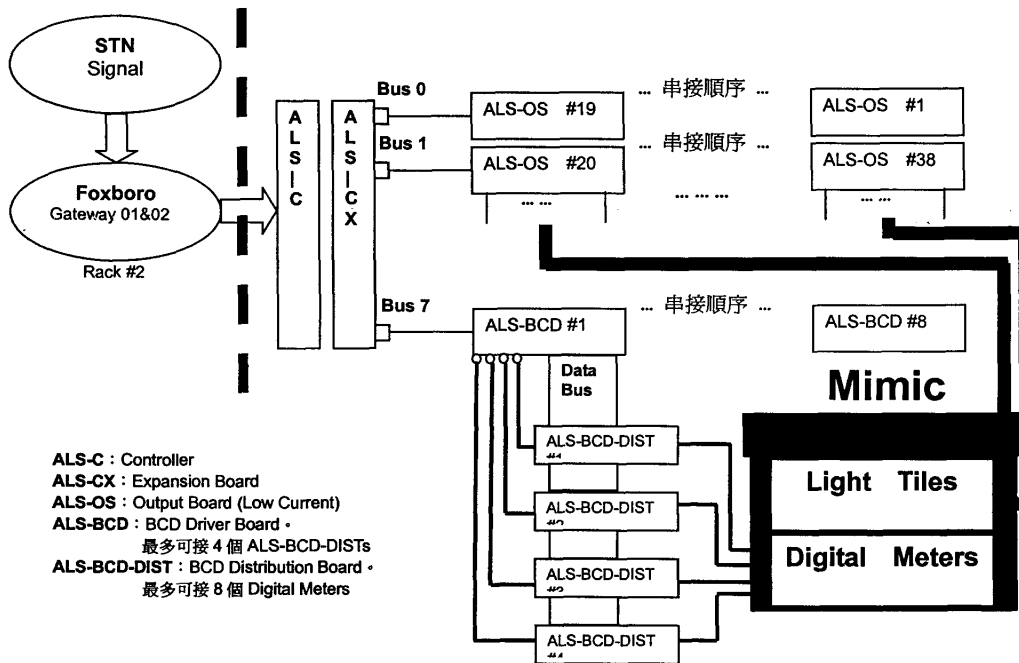 STN
Signal
Foxboro
Gateway 01&02
Rack #2
ALS-C
ALS-CX
Bus 0
ALS-OS #19
... 串接順序 ...
ALS-OS #1
Bus 1
ALS-OS #20
... 串接順序 ...
ALS-OS #38
... ...
... ... 
... ...
Bus 7
ALS-BCD #1
... 串接順序 ...
ALS-BCD #8
Data
Bus
Mimic
ALS-BCD-DIST
ALS-BCD-DIST
ALS-BCD-DIST
ALS-BCD-DIST
Light Tiles
Digital Meters
ALS-C：Controller
ALS-CX：Expansion Board
ALS-OS：Output Board (Low Current)
ALS-BCD：BCD Driver Board。
最多可接 4 個 ALS-BCD-DISTs
ALS-BCD-DIST：BCD Distribution Board。
最多可接 8 個 Digital Meters